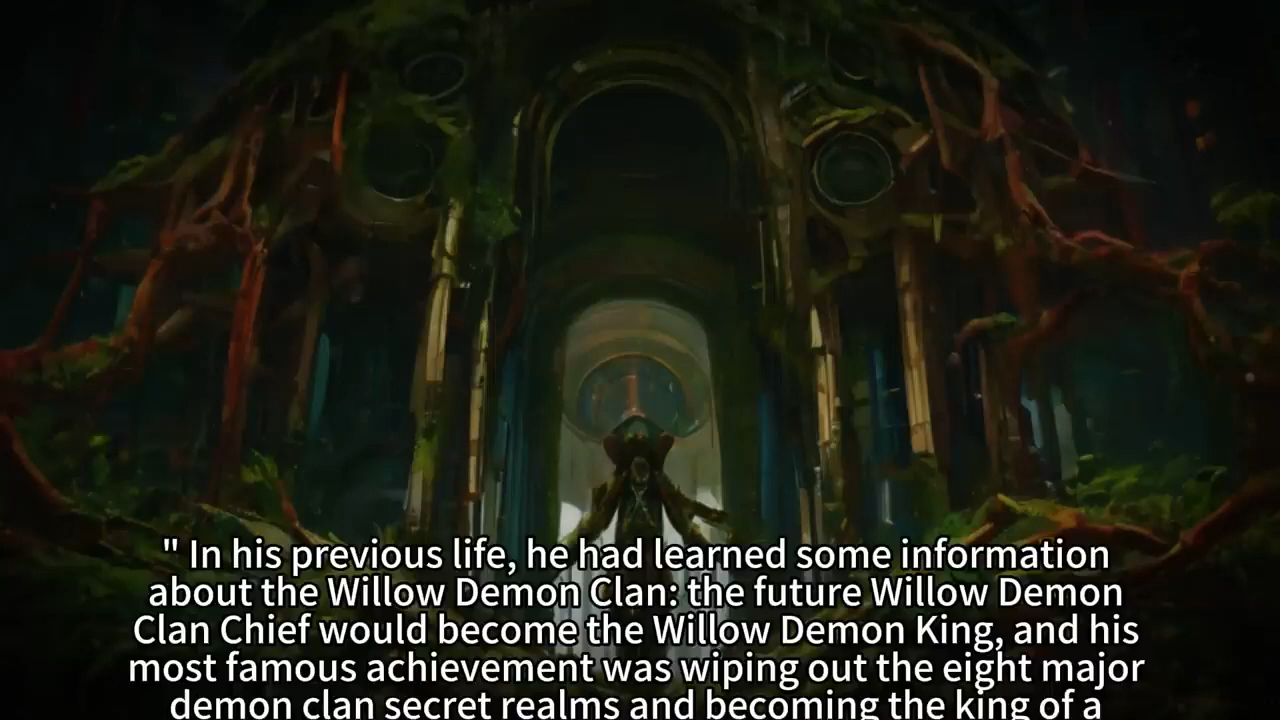 " In his previous life, he had learned some information
about the Willow Demon Clan: the future Willow Demon
Clan Chief would become the Willow Demon King, and his
most famous achievement was wiping out the eight major
demon clan secret realms and becoming the king of a